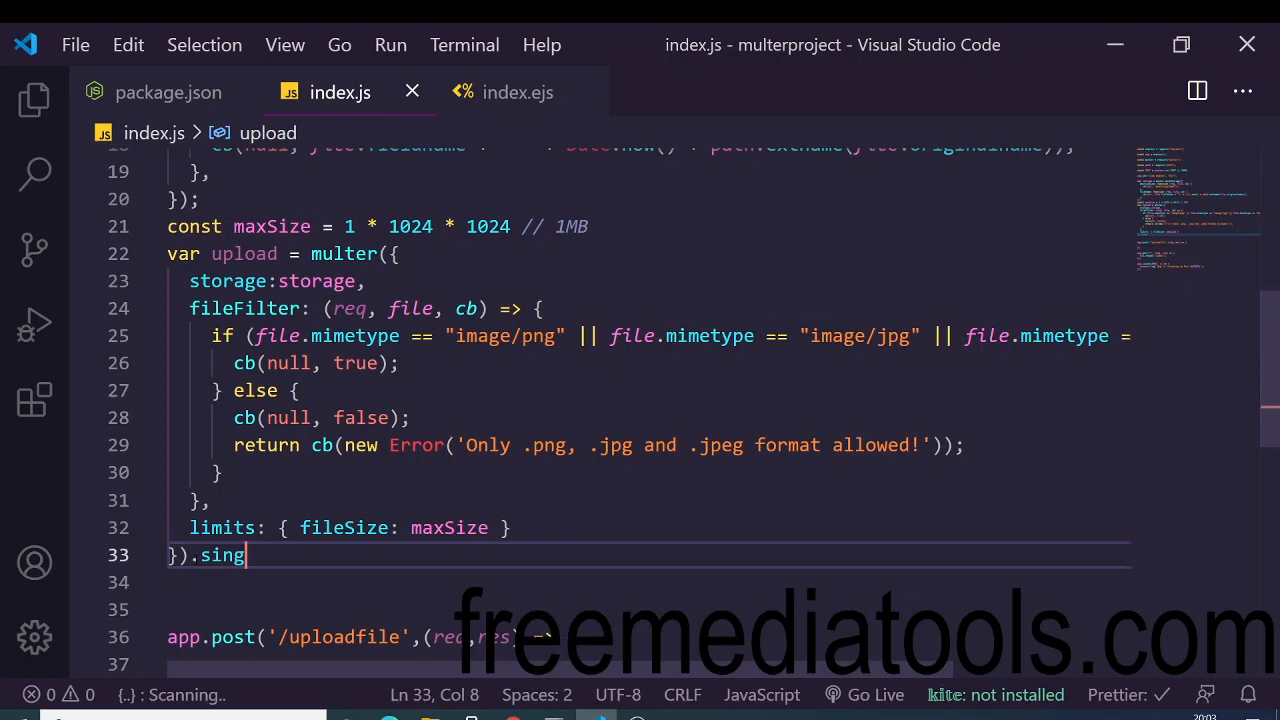 File Edit Selection View Go Run Terminal Help index.js - multerproject - Visual Studio Code
package.json index.js index.ejs
index.js > upload
19 },
20 });
21 const maxSize = 1 * 1024 * 1024 // 1MB
22 var upload = multer({
23 storage:storage,
24 fileFilter: (req, file, cb) => {
25 if (file.mimetype == "image/png" || file.mimetype == "image/jpg" || file.mimetype =
26 cb(null, true);
27 } else {
28 cb(null, false);
29 return cb(new Error('Only .png, .jpg and .jpeg format allowed!'));
30 }
31 },
32 limits: { fileSize: maxSize }
33 }).sing
34
35
36 app.post('/uploadfile',(req,res) =>
37
freemediatools.com
0 0 {..} : Scanning.. Ln 33, Col 8 Spaces: 2 UTF-8 CRLF JavaScript Go Live kite: not installed Prettier: ✓
20:03